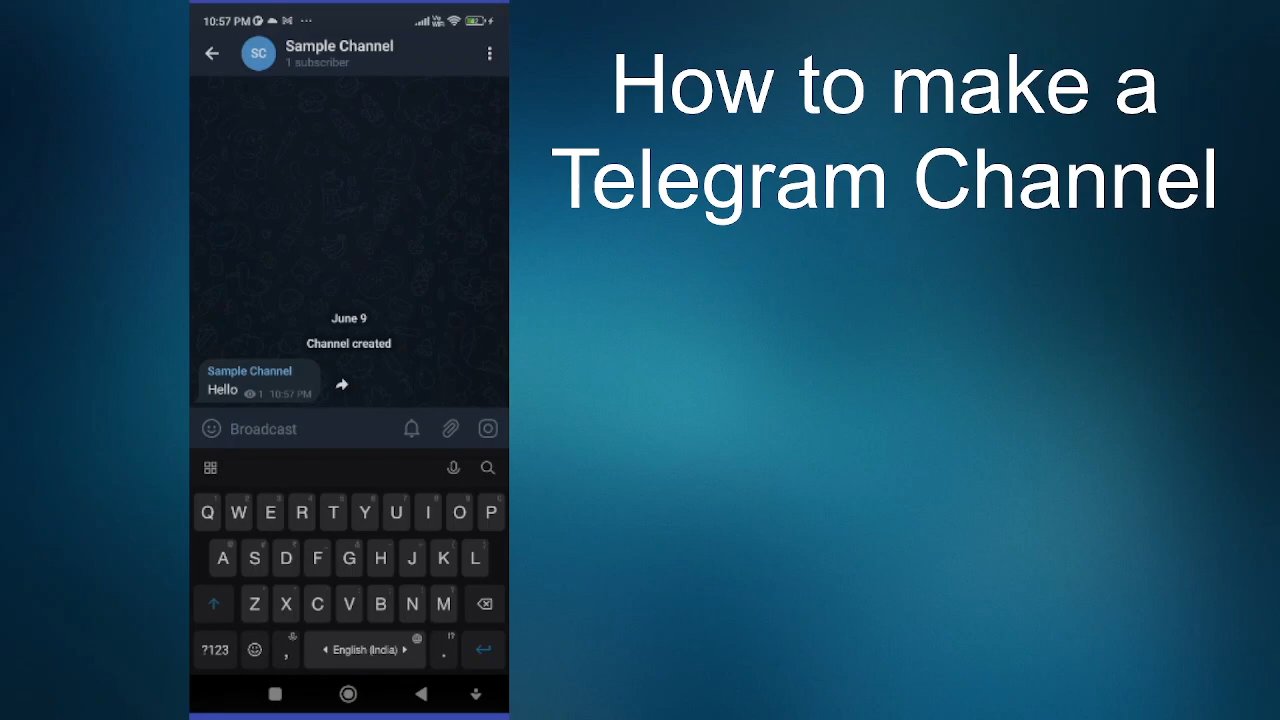 10:57 PM
SC
Sample Channel
1 subscriber
How to make a
Telegram Channel
June 9
Channel created
Sample Channel
Hello 1 10:57 PM
Broadcast
Q W E R T Y U I O P
A S D F G H J K L
Z X C V B N M
?123 , English (India) .